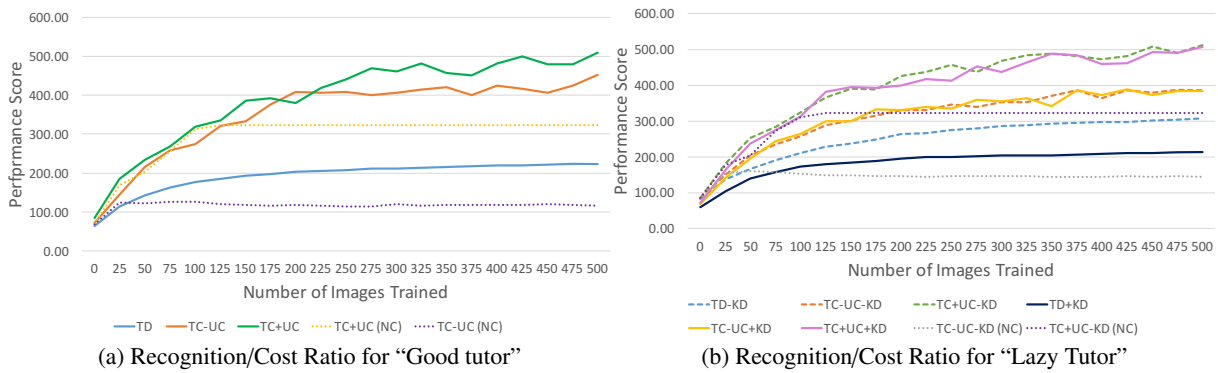 600.00
500.00
400.00
300.00
200.00
100.00
0.00
Perfprmance Score
0 25 50 75 100 125 150 175 200 225 250 275 300 325 350 375 400 425 450 475 500
Number of Images Trained
TD TC-UC TC+UC TC+UC (NC) TC-UC (NC)
(a) Recognition/Cost Ratio for “Good tutor”
600.00
500.00
400.00
300.00
200.00
100.00
0.00
Performance Score
0 25 50 75 100 125 150 175 200 225 250 275 300 325 350 375 400 425 450 475 500
Number of Images Trained
TD-KD TC-UC-KD TC+UC-KD TD+KD
TC-UC+KD TC+UC+KD TC-UC-KD (NC) TC+UC-KD (NC)
(b) Recognition/Cost Ratio for “Lazy Tutor”